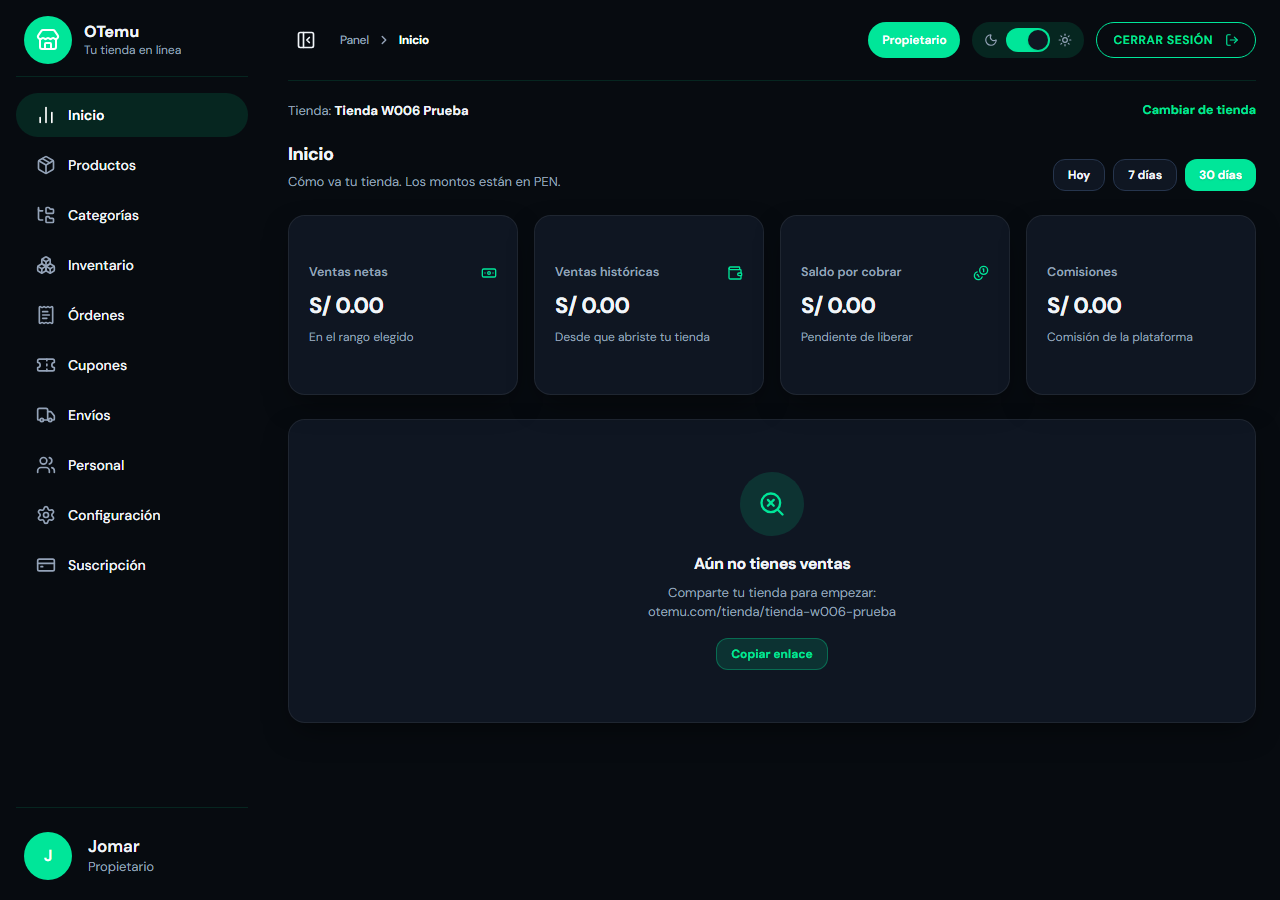 OTemu
Tu tienda en línea
Inicio
Productos
Categorías
Inventario
Órdenes
Cupones
Envíos
Personal
Configuración
Suscripción
J
Jomar
Propietario
Panel > Inicio
Propietario
CERRAR SESIÓN
Tienda: Tienda W006 Prueba
Cambiar de tienda
Inicio
Cómo va tu tienda. Los montos están en PEN.
Hoy
7 días
30 días
Ventas netas
S/ 0.00
En el rango elegido
Ventas históricas
S/ 0.00
Desde que abriste tu tienda
Saldo por cobrar
S/ 0.00
Pendiente de liberar
Comisiones
S/ 0.00
Comisión de la plataforma
Aún no tienes ventas
Comparte tu tienda para empezar:
otemu.com/tienda/tienda-w006-prueba
Copiar enlace